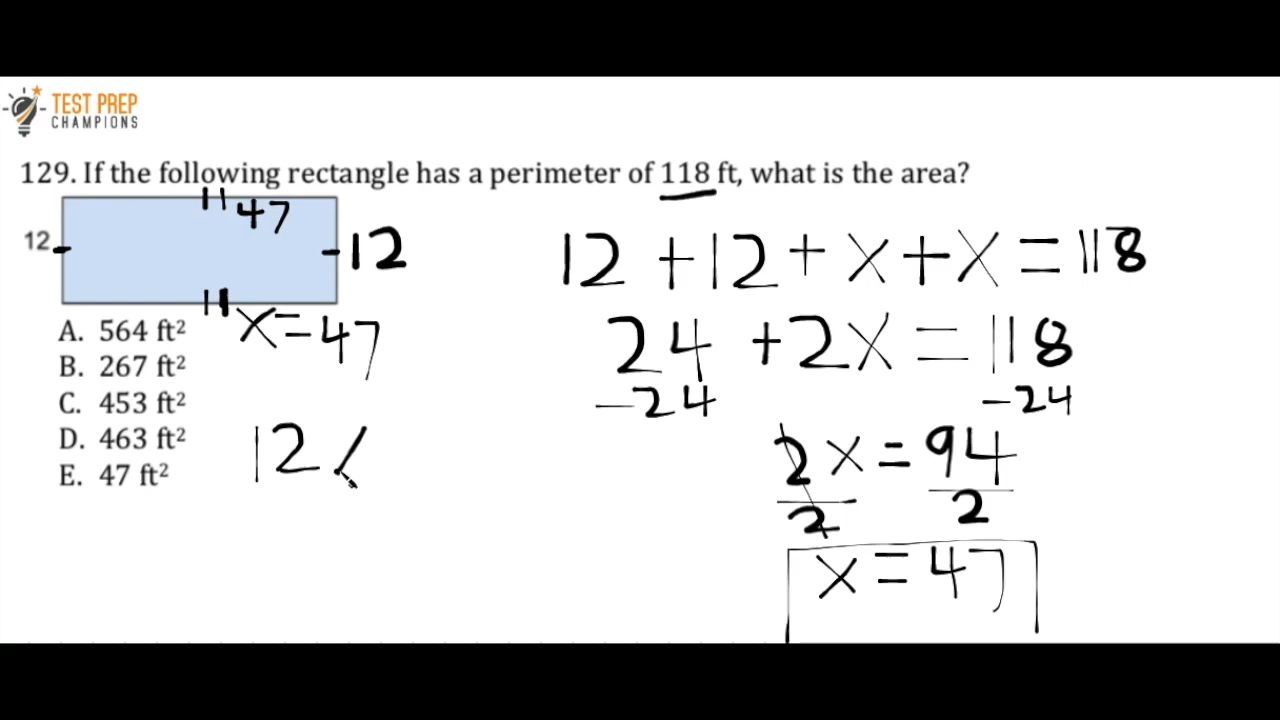 TEST PREP
CHAMPIONS
129. If the following rectangle has a perimeter of 118 ft, what is the area?
47
12
12
x = 47
A. 564 ft²
B. 267 ft²
C. 453 ft²
D. 463 ft²
E. 47 ft²
12
12 + 12 + x + x = 118
24 + 2x = 118
-24 -24
2x = 94
2 2
x = 47